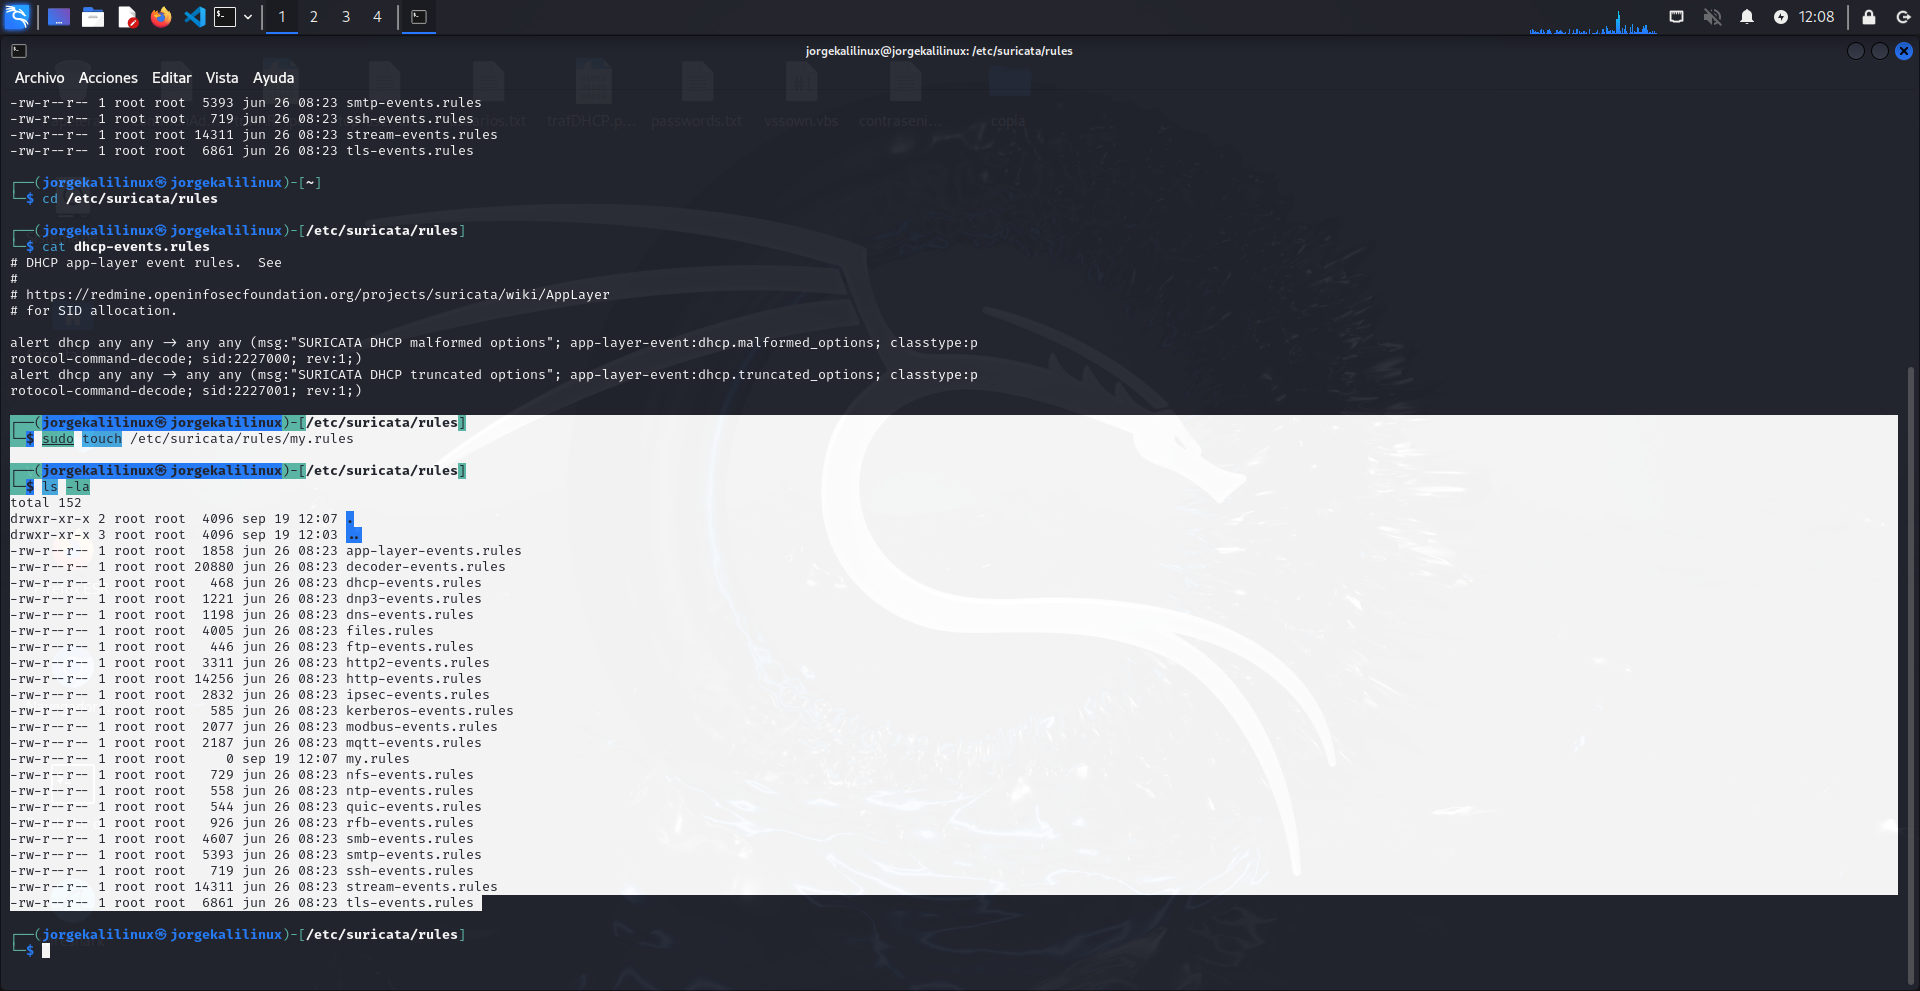 1 2 3 4 12:08
jorgekalilinux@jorgekalilinux: /etc/suricata/rules
Archivo Acciones Editar Vista Ayuda
-rw-r--r-- 1 root root  5393 jun 26 08:23 smtp-events.rules
-rw-r--r-- 1 root root   719 jun 26 08:23 ssh-events.rules
-rw-r--r-- 1 root root 14311 jun 26 08:23 stream-events.rules
-rw-r--r-- 1 root root  6861 jun 26 08:23 tls-events.rules
trafDHCP.p... passwords.txt vssown.vbs contraseni... copia
┌──(jorgekalilinux㉿jorgekalilinux)-[~]
└─$ cd /etc/suricata/rules
┌──(jorgekalilinux㉿jorgekalilinux)-[/etc/suricata/rules]
└─$ cat dhcp-events.rules
# DHCP app-layer event rules.  See
#
# https://redmine.openinfosecfoundation.org/projects/suricata/wiki/AppLayer
# for SID allocation.
alert dhcp any any -> any any (msg:"SURICATA DHCP malformed options"; app-layer-event:dhcp.malformed_options; classtype:p
rotocol-command-decode; sid:2227000; rev:1;)
alert dhcp any any -> any any (msg:"SURICATA DHCP truncated options"; app-layer-event:dhcp.truncated_options; classtype:p
rotocol-command-decode; sid:2227001; rev:1;)
┌──(jorgekalilinux㉿jorgekalilinux)-[/etc/suricata/rules]
└─$ sudo touch /etc/suricata/rules/my.rules
┌──(jorgekalilinux㉿jorgekalilinux)-[/etc/suricata/rules]
└─$ ls -la
total 152
drwxr-xr-x 2 root root  4096 sep 19 12:07 .
drwxr-xr-x 3 root root  4096 sep 19 12:03 ..
-rw-r--r-- 1 root root  1858 jun 26 08:23 app-layer-events.rules
-rw-r--r-- 1 root root 20880 jun 26 08:23 decoder-events.rules
-rw-r--r-- 1 root root   468 jun 26 08:23 dhcp-events.rules
-rw-r--r-- 1 root root  1221 jun 26 08:23 dnp3-events.rules
-rw-r--r-- 1 root root  1198 jun 26 08:23 dns-events.rules
-rw-r--r-- 1 root root  4005 jun 26 08:23 files.rules
-rw-r--r-- 1 root root   446 jun 26 08:23 ftp-events.rules
-rw-r--r-- 1 root root  3311 jun 26 08:23 http2-events.rules
-rw-r--r-- 1 root root 14256 jun 26 08:23 http-events.rules
-rw-r--r-- 1 root root  2832 jun 26 08:23 ipsec-events.rules
-rw-r--r-- 1 root root   585 jun 26 08:23 kerberos-events.rules
-rw-r--r-- 1 root root  2077 jun 26 08:23 modbus-events.rules
-rw-r--r-- 1 root root  2187 jun 26 08:23 mqtt-events.rules
-rw-r--r-- 1 root root     0 sep 19 12:07 my.rules
-rw-r--r-- 1 root root   729 jun 26 08:23 nfs-events.rules
-rw-r--r-- 1 root root   558 jun 26 08:23 ntp-events.rules
-rw-r--r-- 1 root root   544 jun 26 08:23 quic-events.rules
-rw-r--r-- 1 root root   926 jun 26 08:23 rfb-events.rules
-rw-r--r-- 1 root root  4607 jun 26 08:23 smb-events.rules
-rw-r--r-- 1 root root  5393 jun 26 08:23 smtp-events.rules
-rw-r--r-- 1 root root   719 jun 26 08:23 ssh-events.rules
-rw-r--r-- 1 root root 14311 jun 26 08:23 stream-events.rules
-rw-r--r-- 1 root root  6861 jun 26 08:23 tls-events.rules
┌──(jorgekalilinux㉿jorgekalilinux)-[/etc/suricata/rules]
└─$